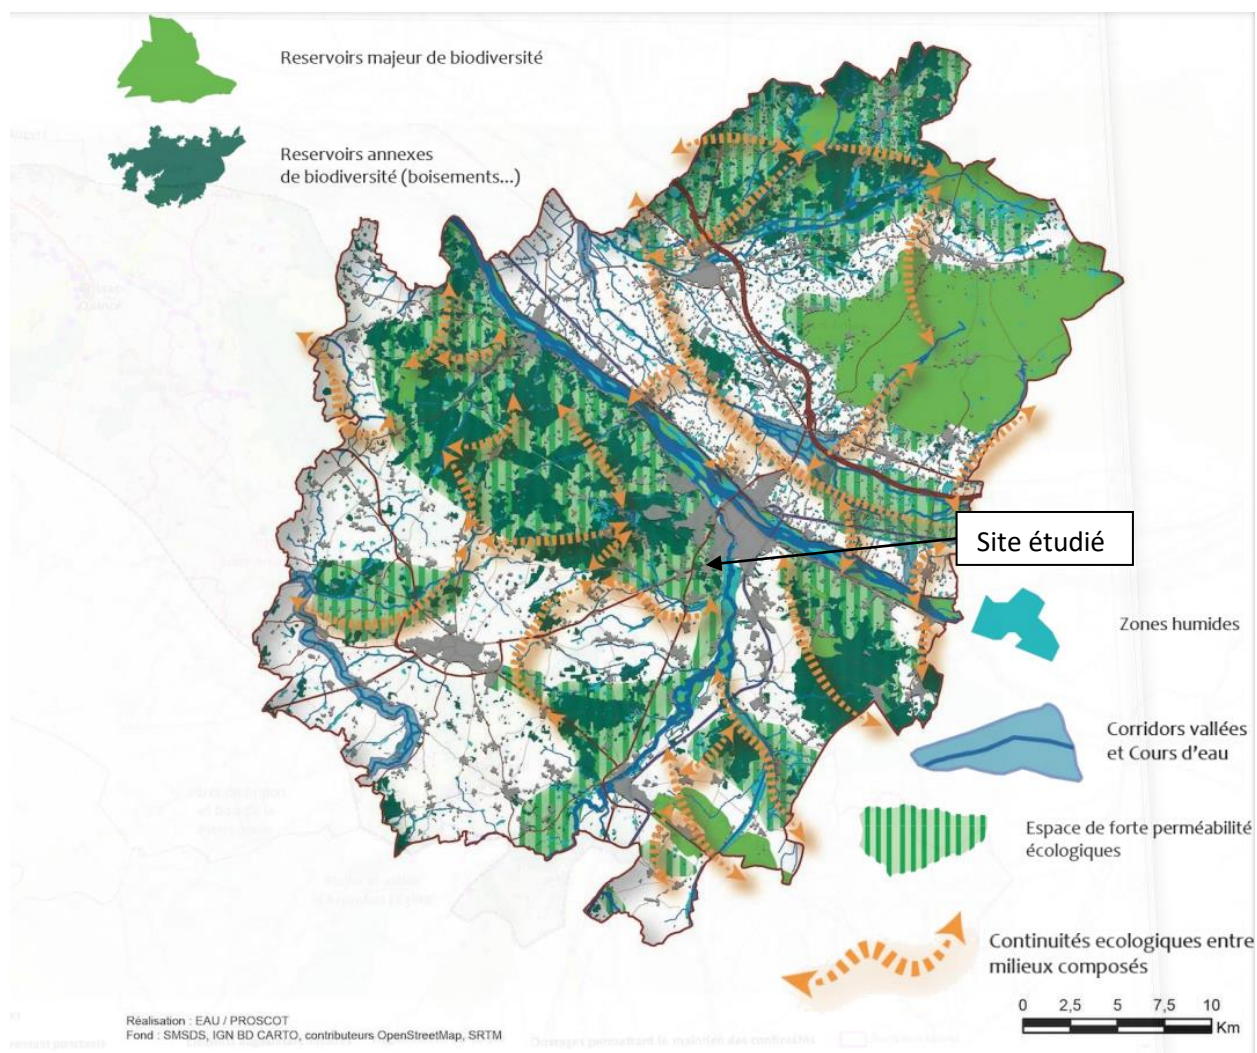 Reservoirs majeur de biodiversité
Reservoirs annexes
de biodiversité (boisements...)
Site étudié
Zones humides
Corridors vallées
et Cours d'eau
Espace de forte perméabilité
écologiques
Continuités ecologiques entre
milieux composés
0 2,5 5 7,5 10
Km
Réalisation : EAU / PROSCOT
Fond : SMSDS, IGN BD CARTO, contributeurs OpenStreetMap, SRTM